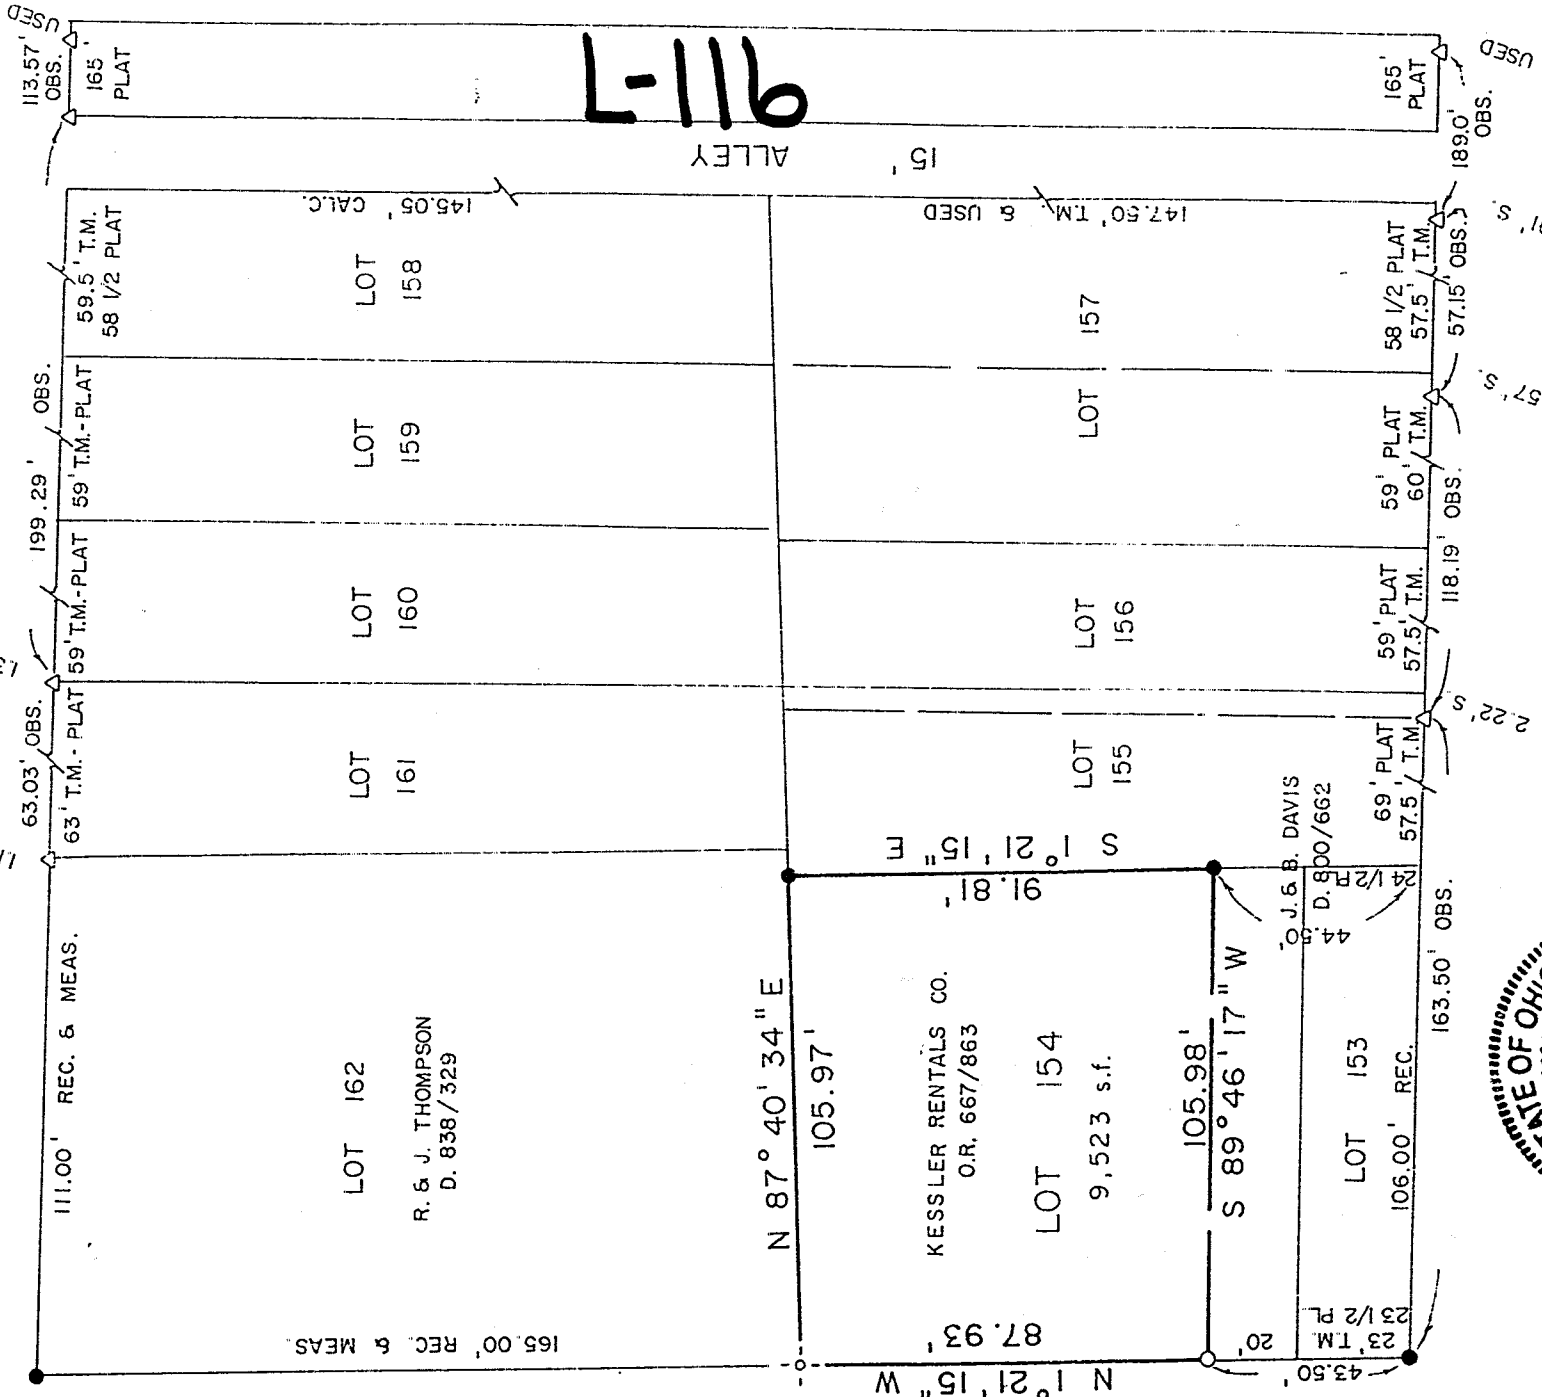 USED
113.57'
OBS.
165'
PLAT
L-116
165'
PLAT
USED
15' ALLEY
189.0'
OBS.
145.05' CALC.
147.50' T.M. & USED
59.5' T.M.
58 1/2 PLAT
LOT
158
LOT
157
58 1/2 PLAT
57.5' T.M.
57.15' OBS.
199.29' OBS.
59' T.M.-PLAT
LOT
159
59' PLAT
60' T.M.
57' S.
59' T.M.-PLAT
LOT
160
LOT
156
59' PLAT
57.5' T.M.
118.19' OBS.
2.22' S
63.03' OBS.
63' T.M.- PLAT
LOT
161
LOT
155
69' PLAT
57.5' T.M.
S 1° 21' 15" E
91.81'
J. & B. DAVIS
D. 800/662
24 1/2 PL
44.50'
111.00' REC. & MEAS.
LOT 162
R. & J. THOMPSON
D. 838/329
165.00' REC. & MEAS.
N 87° 40' 34" E
105.97'
KESSLER RENTALS CO.
O.R. 667/863
LOT 154
9,523 s.f.
105.98'
S 89° 46' 17" W
LOT 153
106.00' REC.
163.50' OBS.
87.93'
N 1° 21' 15" W
20'
23' T.M.
23 1/2 PL
43.50'
OF